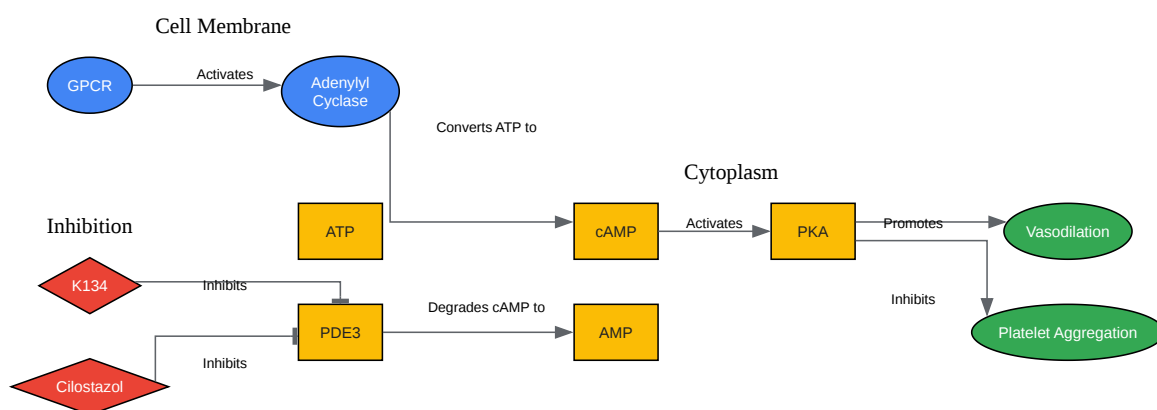 Cell Membrane
GPCR
Activates
Adenylyl
Cyclase
Converts ATP to
Cytoplasm
Inhibition
ATP
cAMP
Activates
PKA
Promotes
Vasodilation
K134
Inhibits
PDE3
Degrades cAMP to
AMP
Inhibits
Platelet Aggregation
Cilostazol
Inhibits